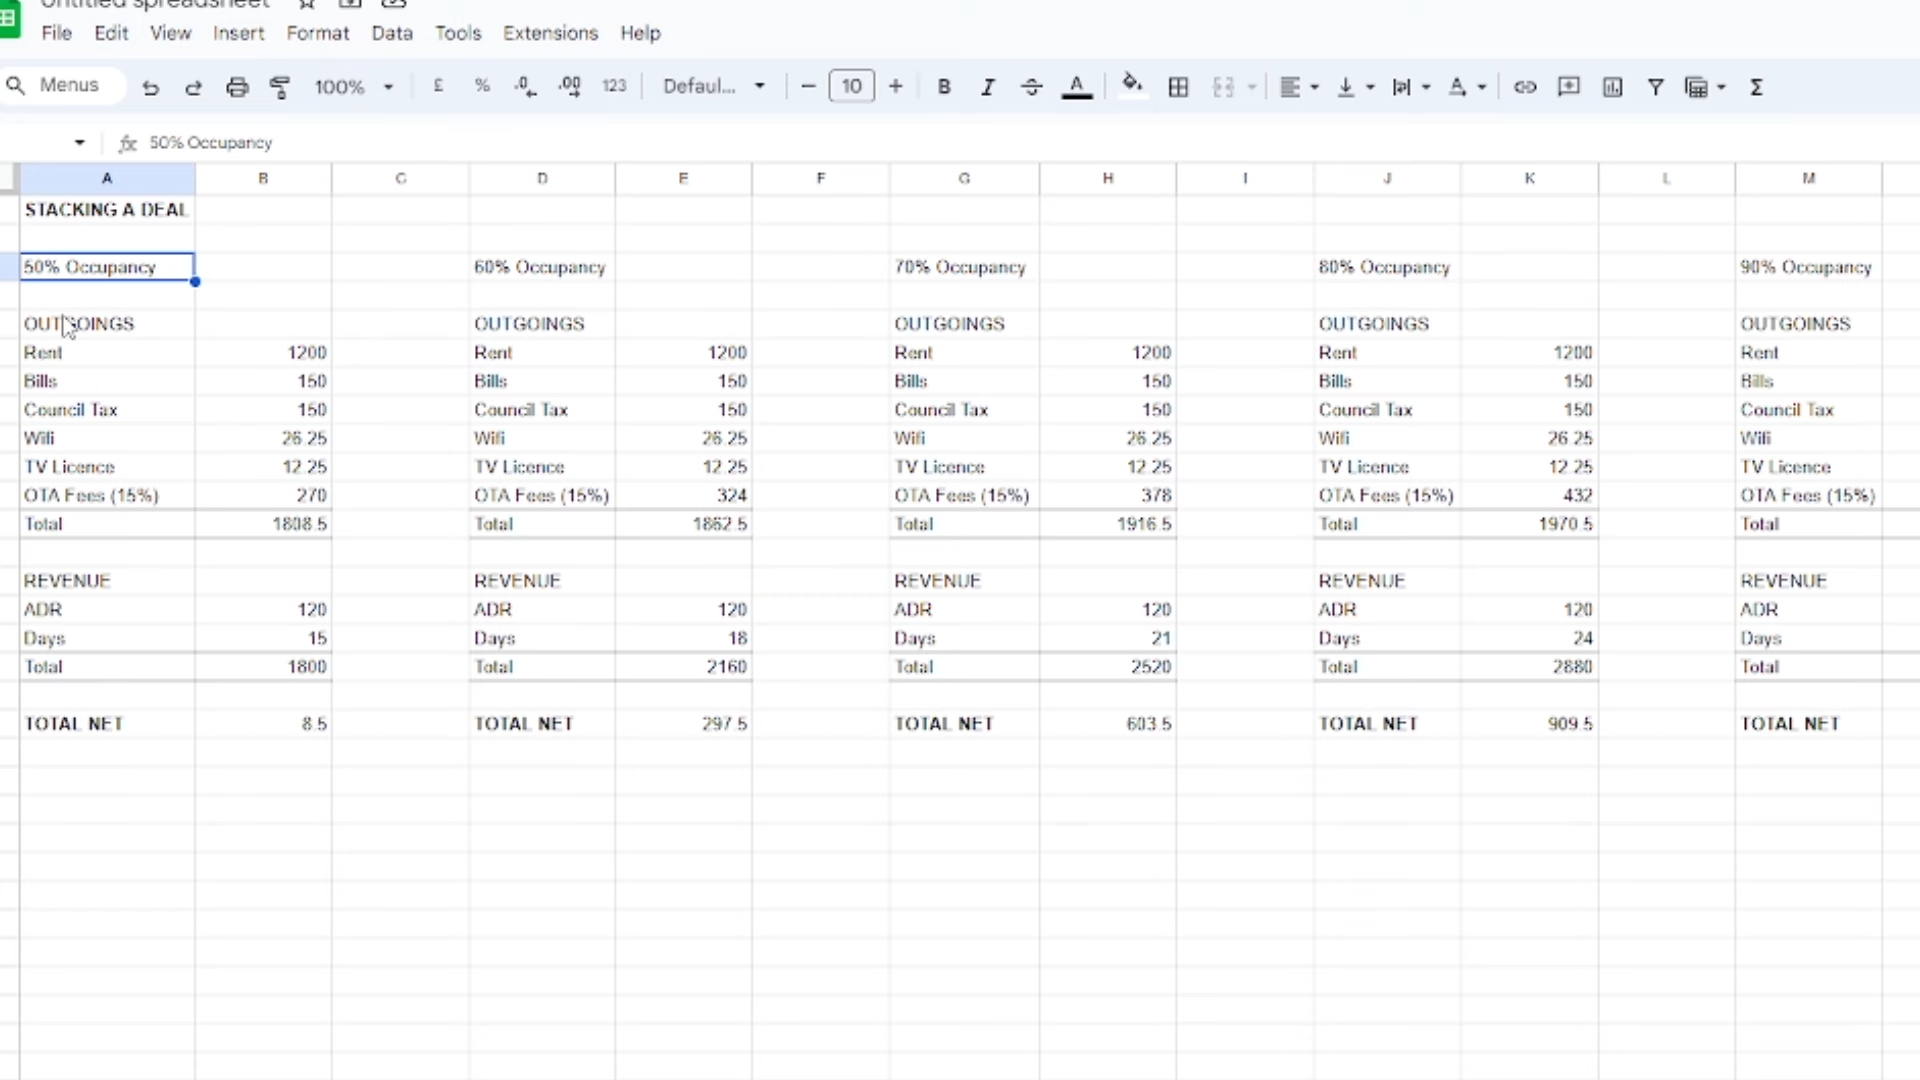 Untitled spreadsheet
File Edit View Insert Format Data Tools Extensions Help
Menus 100% £ % .0 .00 123 Defaul... 10 B I A Σ
fx 50% Occupancy
A B C D E F G H I J K L M
STACKING A DEAL
50% Occupancy 60% Occupancy 70% Occupancy 80% Occupancy 90% Occupancy
OUTGOINGS OUTGOINGS OUTGOINGS OUTGOINGS OUTGOINGS
Rent 1200 Rent 1200 Rent 1200 Rent 1200 Rent
Bills 150 Bills 150 Bills 150 Bills 150 Bills
Council Tax 150 Council Tax 150 Council Tax 150 Council Tax 150 Council Tax
Wifi 26.25 Wifi 26.25 Wifi 26.25 Wifi 26.25 Wifi
TV Licence 12.25 TV Licence 12.25 TV Licence 12.25 TV Licence 12.25 TV Licence
OTA Fees (15%) 270 OTA Fees (15%) 324 OTA Fees (15%) 378 OTA Fees (15%) 432 OTA Fees (15%)
Total 1808.5 Total 1862.5 Total 1916.5 Total 1970.5 Total
REVENUE REVENUE REVENUE REVENUE REVENUE
ADR 120 ADR 120 ADR 120 ADR 120 ADR
Days 15 Days 18 Days 21 Days 24 Days
Total 1800 Total 2160 Total 2520 Total 2880 Total
TOTAL NET 8.5 TOTAL NET 297.5 TOTAL NET 603.5 TOTAL NET 909.5 TOTAL NET